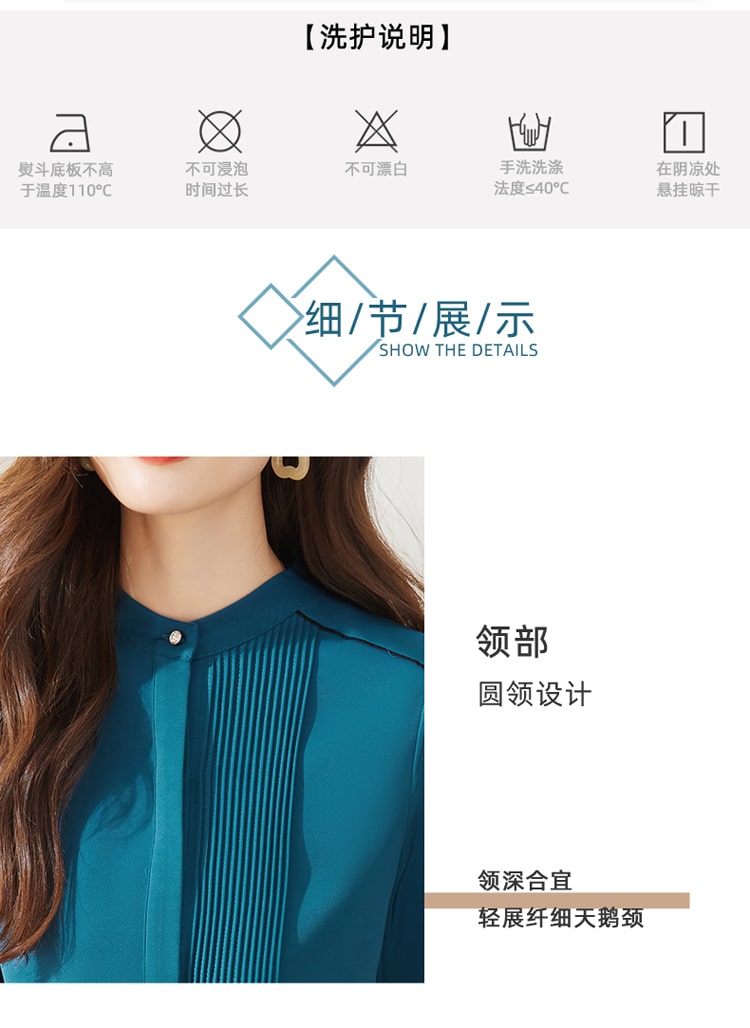 【洗护说明】
熨斗底板不高
于温度110℃
不可浸泡
时间过长
不可漂白
手洗洗涤
法度≤40℃
在阴凉处
悬挂晾干
细/节/展/示
SHOW THE DETAILS
领部
圆领设计
领深合宜
轻展纤细天鹅颈